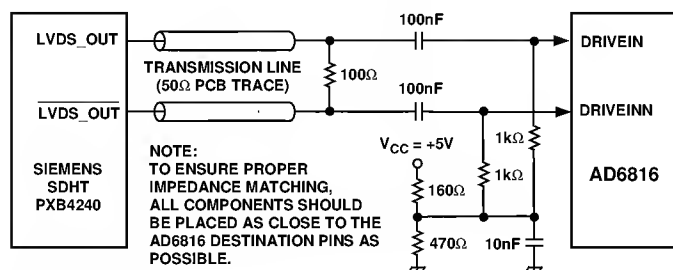 LVDS_OUT
TRANSMISSION LINE
(50Ω PCB TRACE)
100nF
100Ω
100nF
DRIVEIN
LVDS_OUT
DRIVEINN
SIEMENS
SDHT
PXB4240
NOTE:
TO ENSURE PROPER
IMPEDANCE MATCHING,
ALL COMPONENTS SHOULD
BE PLACED AS CLOSE TO THE
AD6816 DESTINATION PINS AS
POSSIBLE.
VCC = +5V
160Ω
470Ω
1kΩ
1kΩ
10nF
AD6816